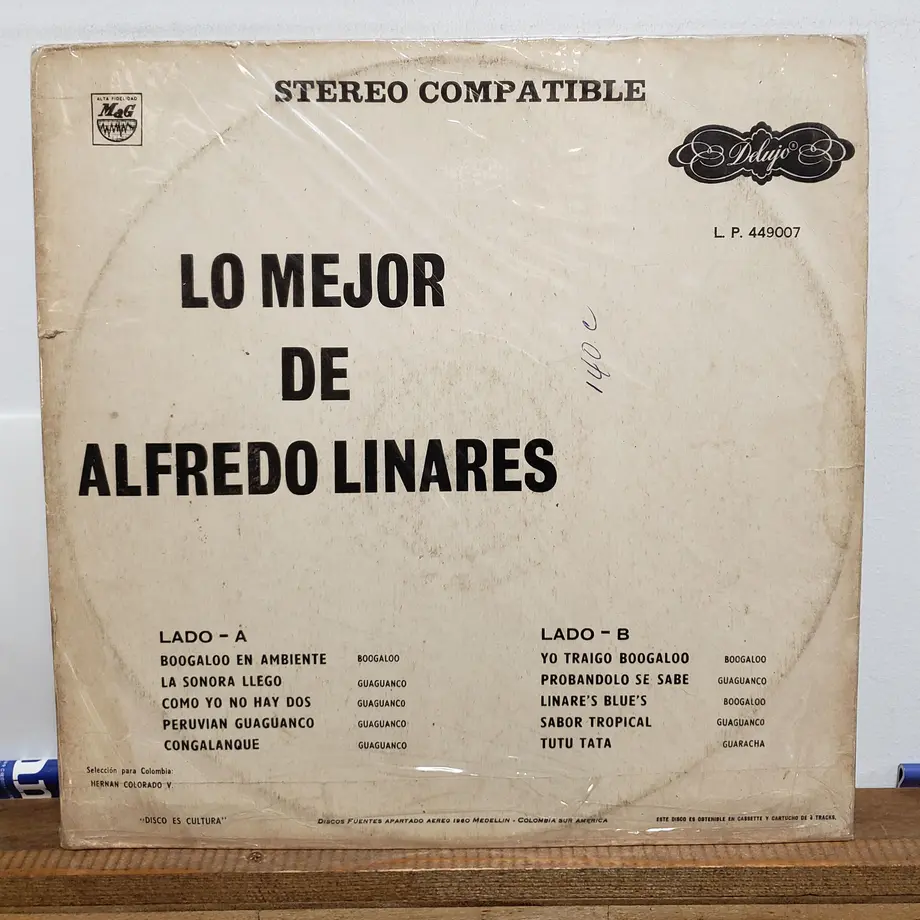 STEREO COMPATIBLE
ALTA FIDELIDAD
MaG
Delujo®
L. P. 449007
LO MEJOR
DE
ALFREDO LINARES
140 c
LADO - A
BOOGALOO EN AMBIENTE BOOGALOO
LA SONORA LLEGO GUAGUANCO
COMO YO NO HAY DOS GUAGUANCO
PERUVIAN GUAGUANCO GUAGUANCO
CONGALANQUE GUAGUANCO
LADO - B
YO TRAIGO BOOGALOO BOOGALOO
PROBANDOLO SE SABE GUAGUANCO
LINARE'S BLUE'S BOOGALOO
SABOR TROPICAL GUAGUANCO
TUTU TATA GUARACHA
Selección para Colombia:
HERNAN COLORADO V.
"DISCO ES CULTURA"
DISCOS FUENTES APARTADO AEREO 1960 MEDELLIN - COLOMBIA SUR AMERICA
ESTE DISCO ES OBTENIBLE EN CASSETTE Y CARTUCHO DE 8 TRACKS.